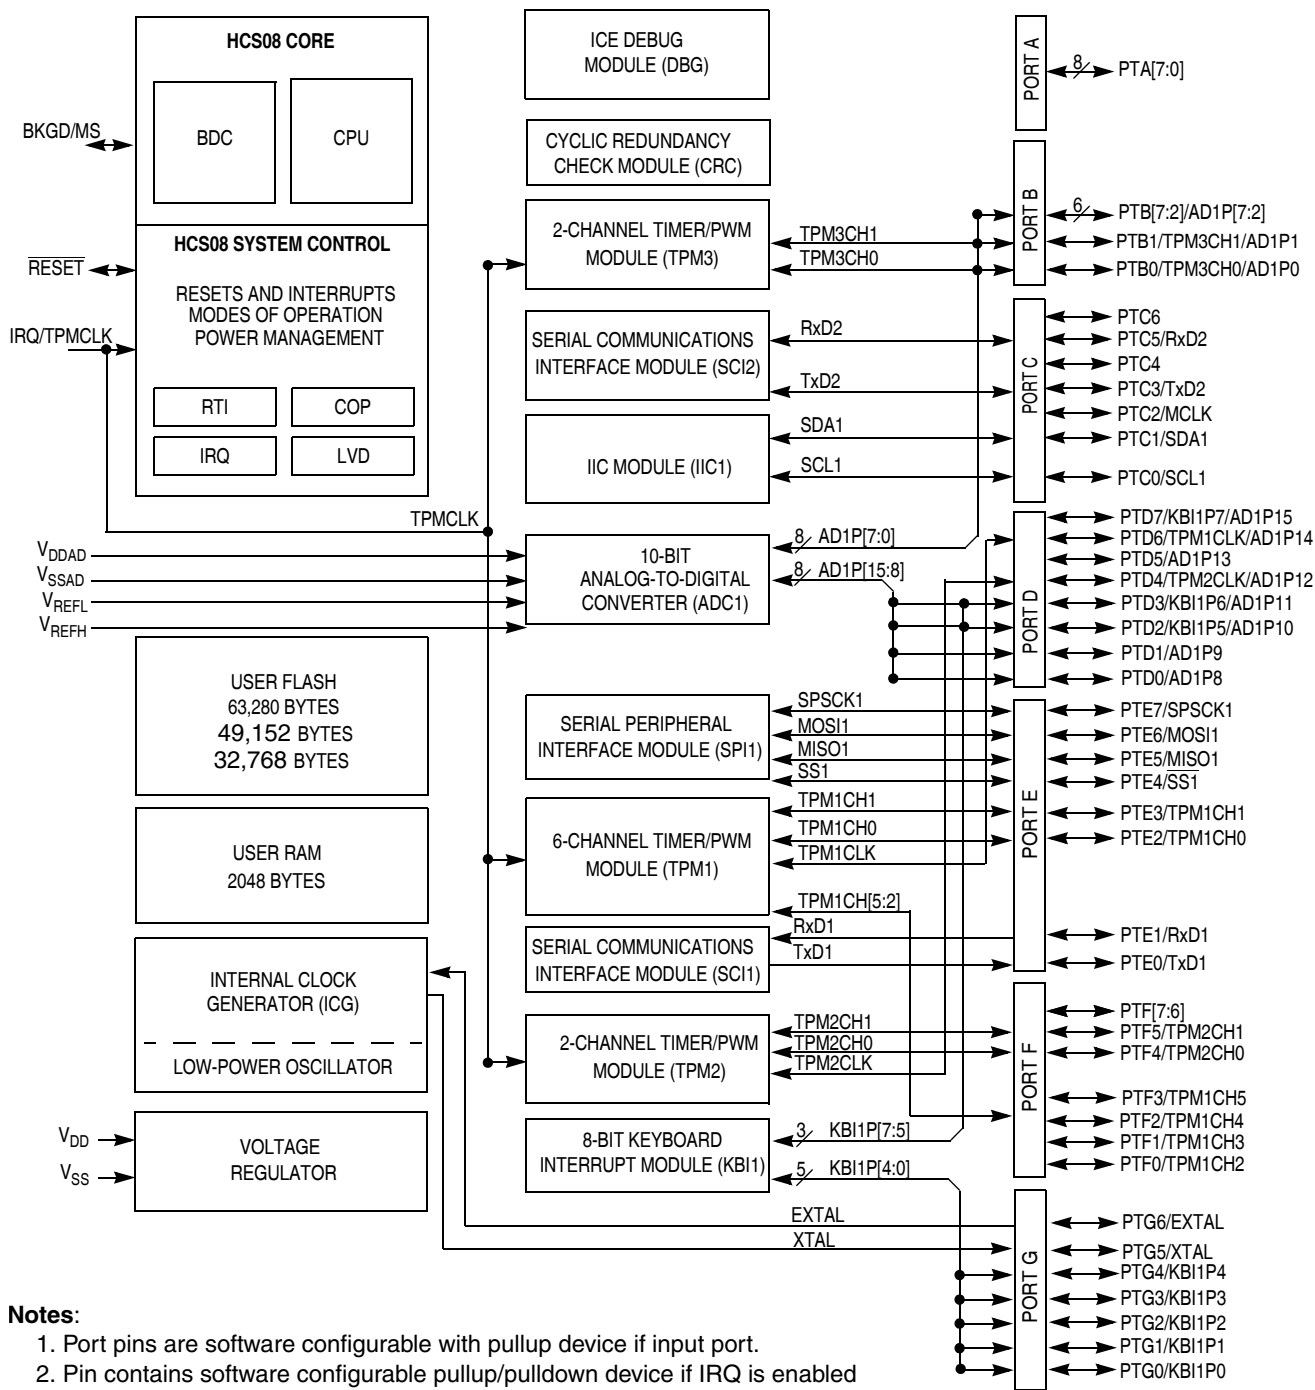 HCS08 CORE
BDC
CPU
BKGD/MS
HCS08 SYSTEM CONTROL
RESET
RESETS AND INTERRUPTS
MODES OF OPERATION
POWER MANAGEMENT
IRQ/TPMCLK
RTI
COP
IRQ
LVD
TPMCLK
VDDAD
VSSAD
VREFL
VREFH
USER FLASH
63,280 BYTES
49,152 BYTES
32,768 BYTES
USER RAM
2048 BYTES
INTERNAL CLOCK
GENERATOR (ICG)
LOW-POWER OSCILLATOR
VDD
VSS
VOLTAGE
REGULATOR
ICE DEBUG
MODULE (DBG)
CYCLIC REDUNDANCY
CHECK MODULE (CRC)
2-CHANNEL TIMER/PWM
MODULE (TPM3)
TPM3CH1
TPM3CH0
SERIAL COMMUNICATIONS
INTERFACE MODULE (SCI2)
RxD2
TxD2
IIC MODULE (IIC1)
SDA1
SCL1
10-BIT
ANALOG-TO-DIGITAL
CONVERTER (ADC1)
8 AD1P[7:0]
8 AD1P[15:8]
SERIAL PERIPHERAL
INTERFACE MODULE (SPI1)
SPSCK1
MOSI1
MISO1
SS1
6-CHANNEL TIMER/PWM
MODULE (TPM1)
TPM1CH1
TPM1CH0
TPM1CLK
TPM1CH[5:2]
SERIAL COMMUNICATIONS
INTERFACE MODULE (SCI1)
RxD1
TxD1
2-CHANNEL TIMER/PWM
MODULE (TPM2)
TPM2CH1
TPM2CH0
TPM2CLK
8-BIT KEYBOARD
INTERRUPT MODULE (KBI1)
3 KBI1P[7:5]
5 KBI1P[4:0]
EXTAL
XTAL
PORT A
8 PTA[7:0]
PORT B
6 PTB[7:2]/AD1P[7:2]
PTB1/TPM3CH1/AD1P1
PTB0/TPM3CH0/AD1P0
PORT C
PTC6
PTC5/RxD2
PTC4
PTC3/TxD2
PTC2/MCLK
PTC1/SDA1
PTC0/SCL1
PORT D
PTD7/KBI1P7/AD1P15
PTD6/TPM1CLK/AD1P14
PTD5/AD1P13
PTD4/TPM2CLK/AD1P12
PTD3/KBI1P6/AD1P11
PTD2/KBI1P5/AD1P10
PTD1/AD1P9
PTD0/AD1P8
PORT E
PTE7/SPSCK1
PTE6/MOSI1
PTE5/MISO1
PTE4/SS1
PTE3/TPM1CH1
PTE2/TPM1CH0
PTE1/RxD1
PTE0/TxD1
PORT F
PTF[7:6]
PTF5/TPM2CH1
PTF4/TPM2CH0
PTF3/TPM1CH5
PTF2/TPM1CH4
PTF1/TPM1CH3
PTF0/TPM1CH2
PORT G
PTG6/EXTAL
PTG5/XTAL
PTG4/KBI1P4
PTG3/KBI1P3
PTG2/KBI1P2
PTG1/KBI1P1
PTG0/KBI1P0
Notes:
1. Port pins are software configurable with pullup device if input port.
2. Pin contains software configurable pullup/pulldown device if IRQ is enabled